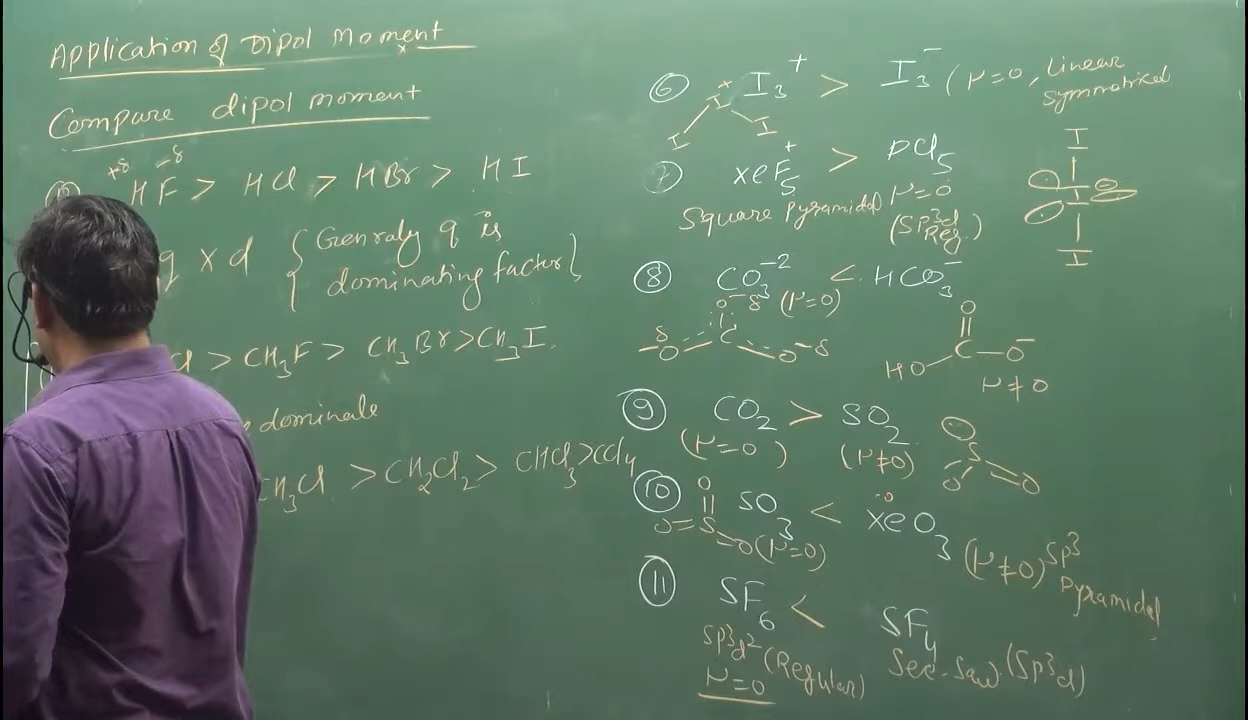 Application of Dipol Moment
Compare dipol moment
+δ -δ
HF > HCl > HBr > HI
q x d { Genraly q is
dominating factor }
Cl > CH3F > CH3Br > CH3I
dominate
CH3Cl > CH2Cl2 > CHCl3 > CCl4
⑥ I3+ > I3- (μ=0, Linear
symmetrical
I+
I I
⑦ XeF5+ > PCl5
Square Pyramidal μ=0
(SP3d
Reg.)
I
I
I
⑧ CO3-2 < HCO3-
(μ=0)
O-δ
C
-δO O-δ
O
HO C O-
μ≠0
⑨ CO2 > SO2
(μ=0) (μ≠0)
S
O O
⑩ SO3 < XeO3
O
O=S O (μ=0)
(μ≠0) SP3
Pyramidal
⑪ SF6 < SF4
SP3d2 (Regular) See-Saw (SP3d)
μ=0